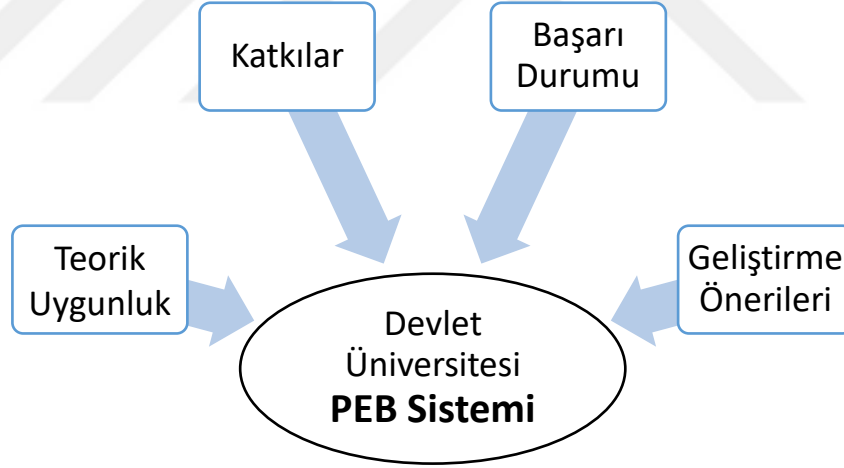 Katkılar
Başarı
Durumu
Teorik
Uygunluk
Geliştirme
Önerileri
Devlet
Üniversitesi
PEB Sistemi